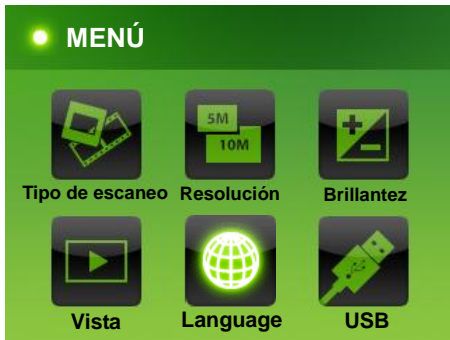 MENÚ
5M
10M
Tipo de escaneo Resolución Brillantez
Vista Language USB